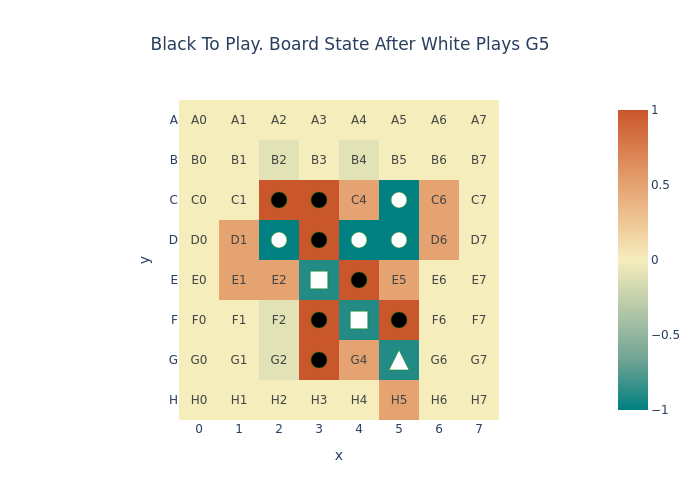 Black To Play. Board State After White Plays G5
A A0 A1 A2 A3 A4 A5 A6 A7
B B0 B1 B2 B3 B4 B5 B6 B7
C C0 C1 C4 C6 C7
D D0 D1 D6 D7
E E0 E1 E2 E5 E6 E7
F F0 F1 F2 F6 F7
G G0 G1 G2 G4 G6 G7
H H0 H1 H2 H3 H4 H5 H6 H7
0 1 2 3 4 5 6 7
x
y
1
0.5
0
−0.5
−1